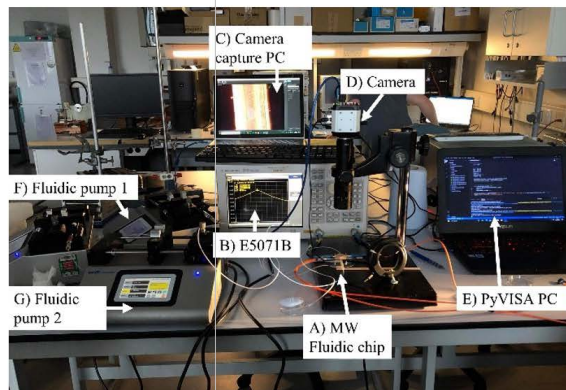 C) Camera
capture PC
D) Camera
F) Fluidic pump 1
B) E5071B
G) Fluidic
pump 2
A) MW
Fluidic chip
E) PyVISA PC